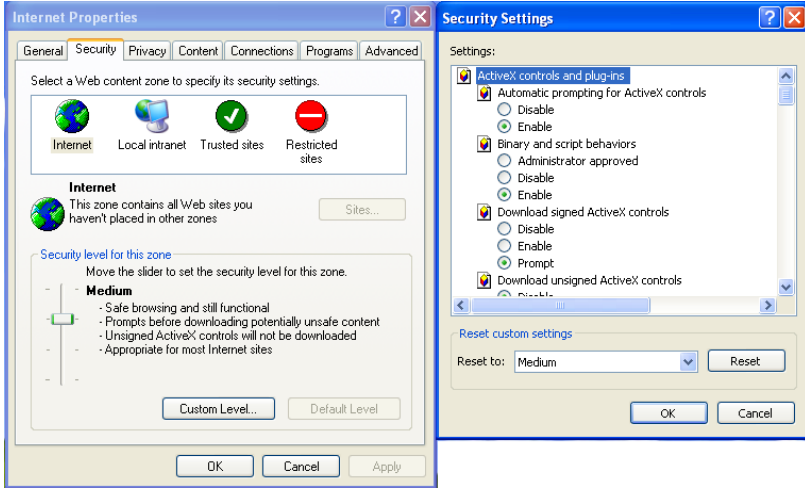 Internet Properties
General Security Privacy Content Connections Programs Advanced
Select a Web content zone to specify its security settings.
Internet Local intranet Trusted sites Restricted sites
Internet
This zone contains all Web sites you
haven't placed in other zones
Sites...
Security level for this zone
Move the slider to set the security level for this zone.
Medium
- Safe browsing and still functional
- Prompts before downloading potentially unsafe content
- Unsigned ActiveX controls will not be downloaded
- Appropriate for most Internet sites
Custom Level... Default Level
OK Cancel Apply
Security Settings
Settings:
ActiveX controls and plug-ins
Automatic prompting for ActiveX controls
Disable
Enable
Binary and script behaviors
Administrator approved
Disable
Enable
Download signed ActiveX controls
Disable
Enable
Prompt
Download unsigned ActiveX controls
Disable
Reset custom settings
Reset to: Medium Reset
OK Cancel